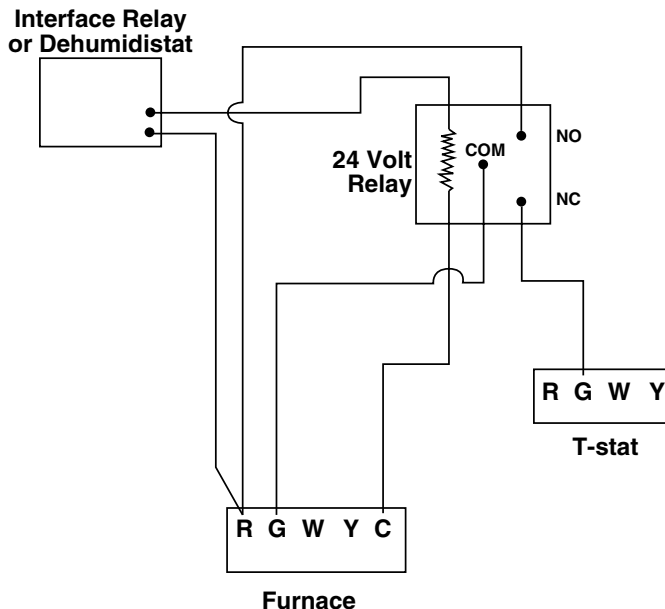 Interface Relay
or Dehumidistat
24 Volt
Relay
COM
NO
NC
R G W Y
T-stat
R G W Y C
Furnace